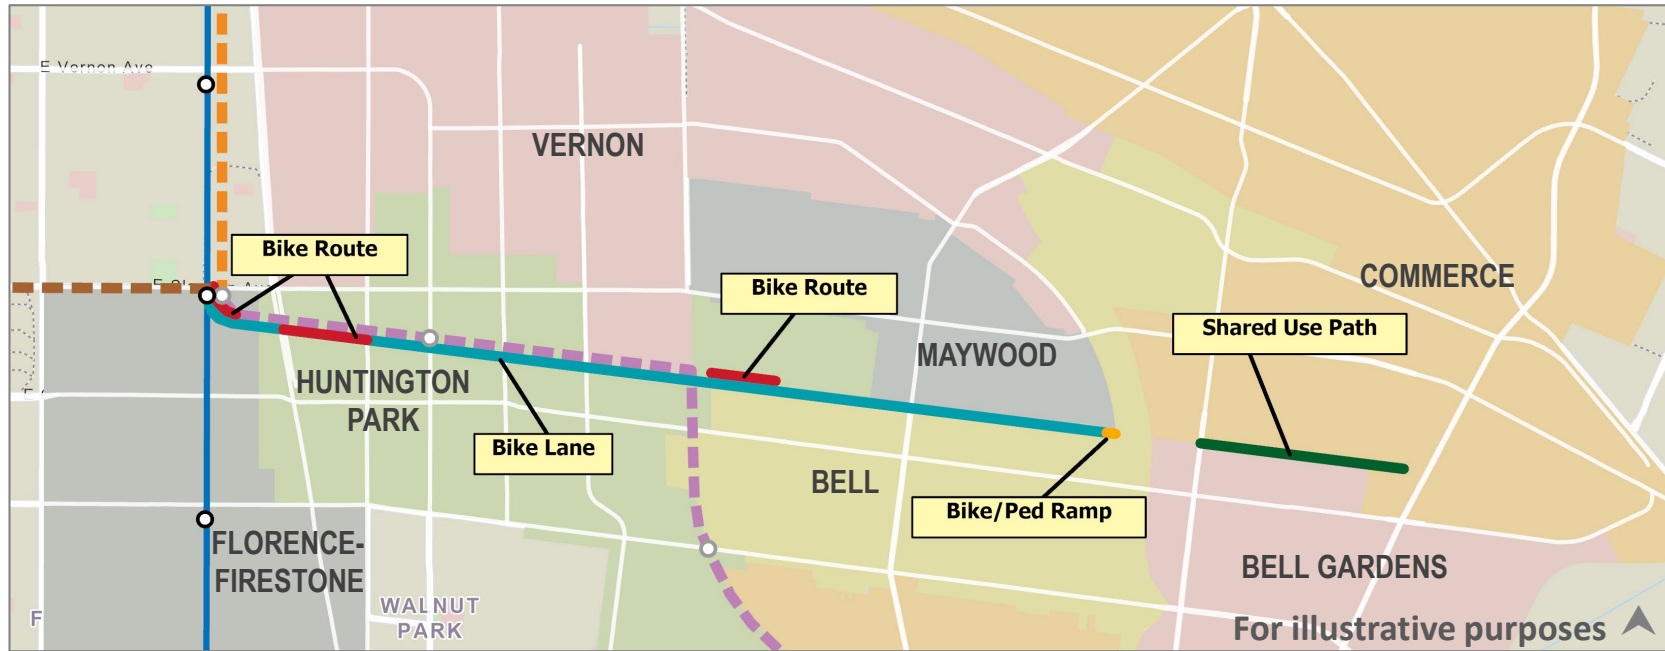 E Vernon Ave
VERNON
Bike Route
COMMERCE
Bike Route
Shared Use Path
MAYWOOD
HUNTINGTON
PARK
Bike Lane
BELL
Bike/Ped Ramp
FLORENCE-
FIRESTONE
BELL GARDENS
WALNUT
PARK
F
For illustrative purposes